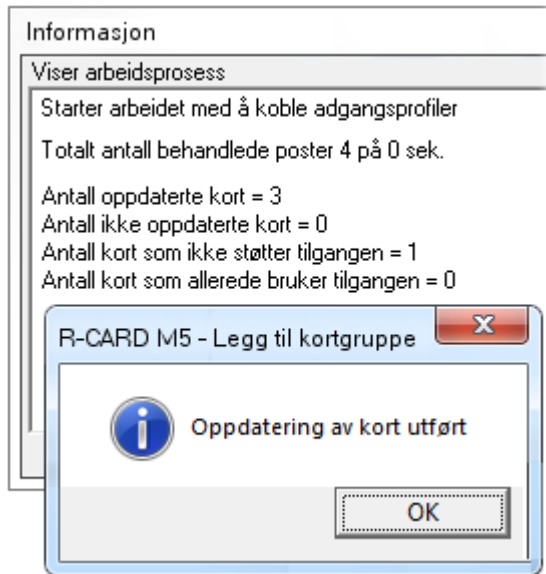 Informasjon
Viser arbeidsprosess
Starter arbeidet med å koble adgangsprofiler
Totalt antall behandlede poster 4 på 0 sek.
Antall oppdaterte kort = 3
Antall ikke oppdaterte kort = 0
Antall kort som ikke støtter tilgangen = 1
Antall kort som allerede bruker tilgangen = 0
R-CARD M5 - Legg til kortgruppe
Oppdatering av kort utført
OK